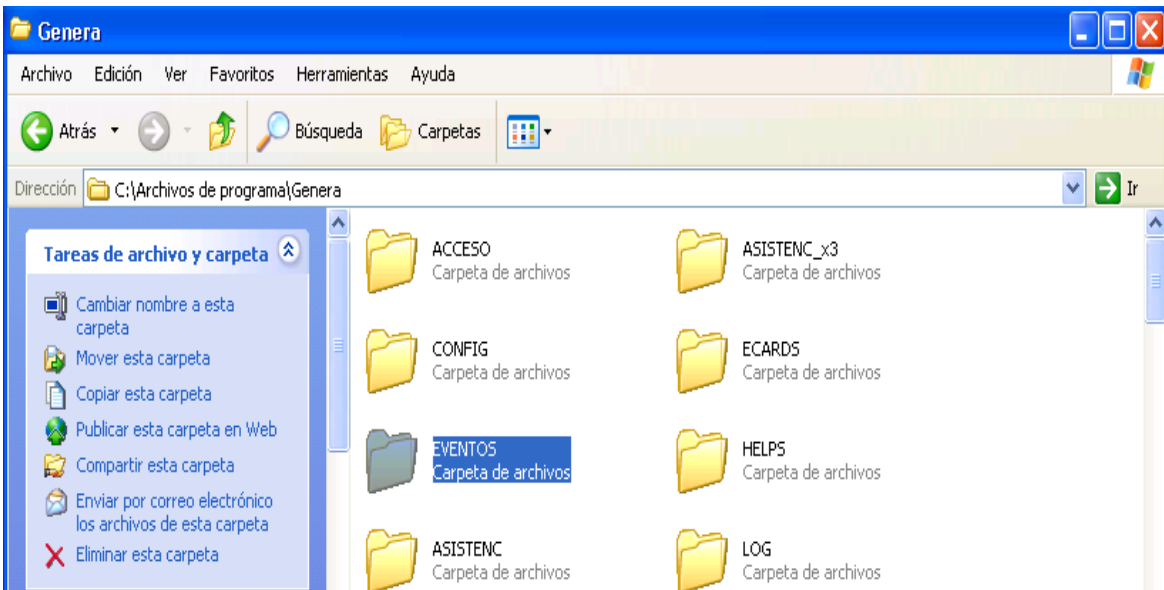 Genera
Archivo Edición Ver Favoritos Herramientas Ayuda
Atrás Búsqueda Carpetas
Dirección C:\Archivos de programa\Genera Ir
Tareas de archivo y carpeta
Cambiar nombre a esta
carpeta
Mover esta carpeta
Copiar esta carpeta
Publicar esta carpeta en Web
Compartir esta carpeta
Enviar por correo electrónico
los archivos de esta carpeta
Eliminar esta carpeta
ACCESO
Carpeta de archivos
ASISTENC_x3
Carpeta de archivos
CONFIG
Carpeta de archivos
ECARDS
Carpeta de archivos
EVENTOS
Carpeta de archivos
HELPS
Carpeta de archivos
ASISTENC
Carpeta de archivos
LOG
Carpeta de archivos